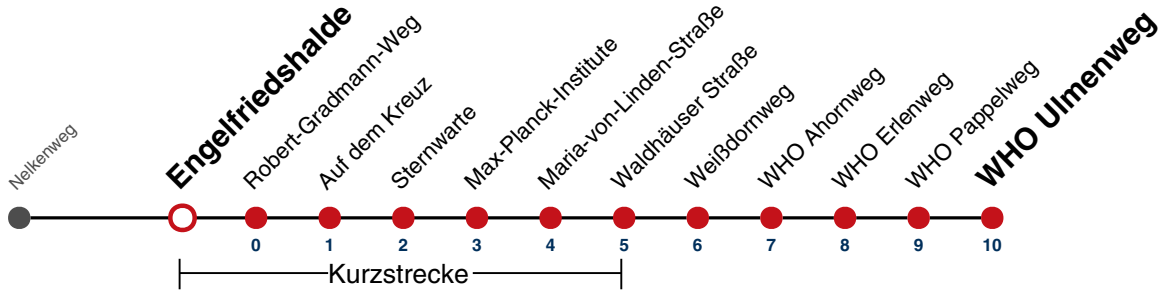 Nelkenweg
Engelfriedshalde
Robert-Gradmann-Weg
Auf dem Kreuz
Sternwarte
Max-Planck-Institute
Maria-von-Linden-Straße
Waldhäuser Straße
Weißdornweg
WHO Ahornweg
WHO Erlenweg
WHO Pappelweg
WHO Ulmenweg
0 1 2 3 4 5 6 7 8 9 10
Kurzstrecke